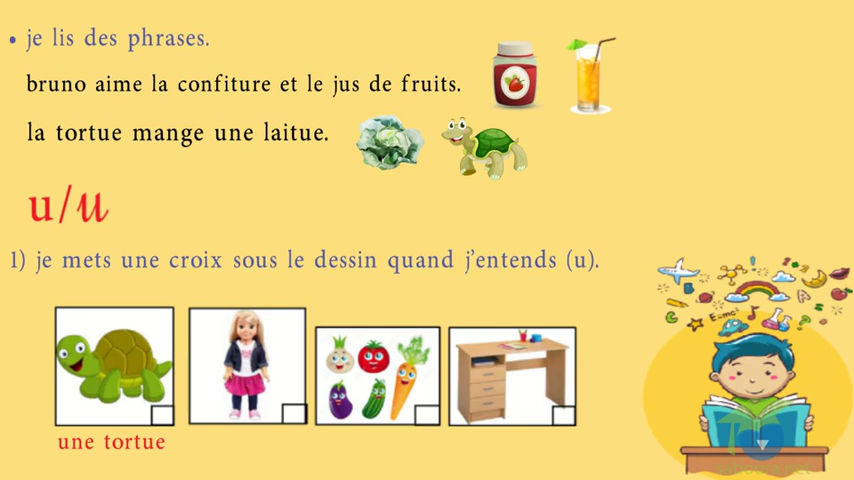 • je lis des phrases.
bruno aime la confiture et le jus de fruits.
la tortue mange une laitue.
u/u
1) je mets une croix sous le dessin quand j'entends (u).
E=mc²
une tortue